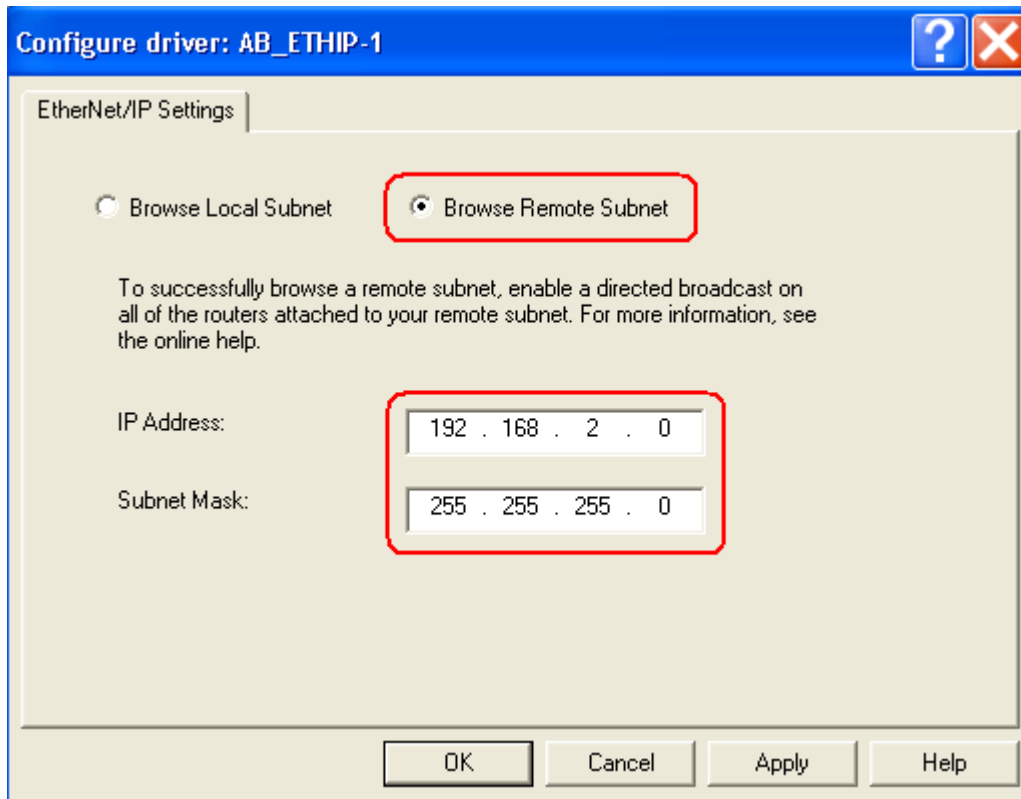 Configure driver: AB_ETHIP-1
?
EtherNet/IP Settings
Browse Local Subnet
Browse Remote Subnet
To successfully browse a remote subnet, enable a directed broadcast on
all of the routers attached to your remote subnet. For more information, see
the online help.
IP Address: 192 . 168 . 2 . 0
Subnet Mask: 255 . 255 . 255 . 0
OK Cancel Apply Help